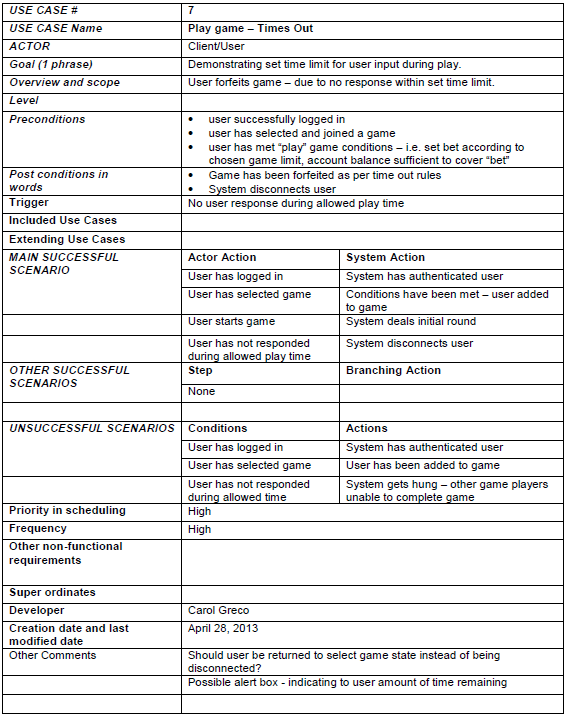 USE CASE # 7
USE CASE Name Play game – Times Out
ACTOR Client/User
Goal (1 phrase) Demonstrating set time limit for user input during play.
Overview and scope User forfeits game – due to no response within set time limit.
Level
Preconditions • user successfully logged in
• user has selected and joined a game
• user has met “play” game conditions – i.e. set bet according to
chosen game limit, account balance sufficient to cover “bet”
Post conditions in • Game has been forfeited as per time out rules
words • System disconnects user
Trigger No user response during allowed play time
Included Use Cases
Extending Use Cases
MAIN SUCCESSFUL Actor Action System Action
SCENARIO User has logged in System has authenticated user
User has selected game Conditions have been met – user added
to game
User starts game System deals initial round
User has not responded System disconnects user
during allowed play time
OTHER SUCCESSFUL Step Branching Action
SCENARIOS None
UNSUCCESSFUL SCENARIOS Conditions Actions
User has logged in System has authenticated user
User has selected game User has been added to game
User has not responded System gets hung – other game players
during allowed time unable to complete game
Priority in scheduling High
Frequency High
Other non-functional
requirements
Super ordinates
Developer Carol Greco
Creation date and last April 28, 2013
modified date
Other Comments Should user be returned to select game state instead of being
disconnected?
Possible alert box - indicating to user amount of time remaining